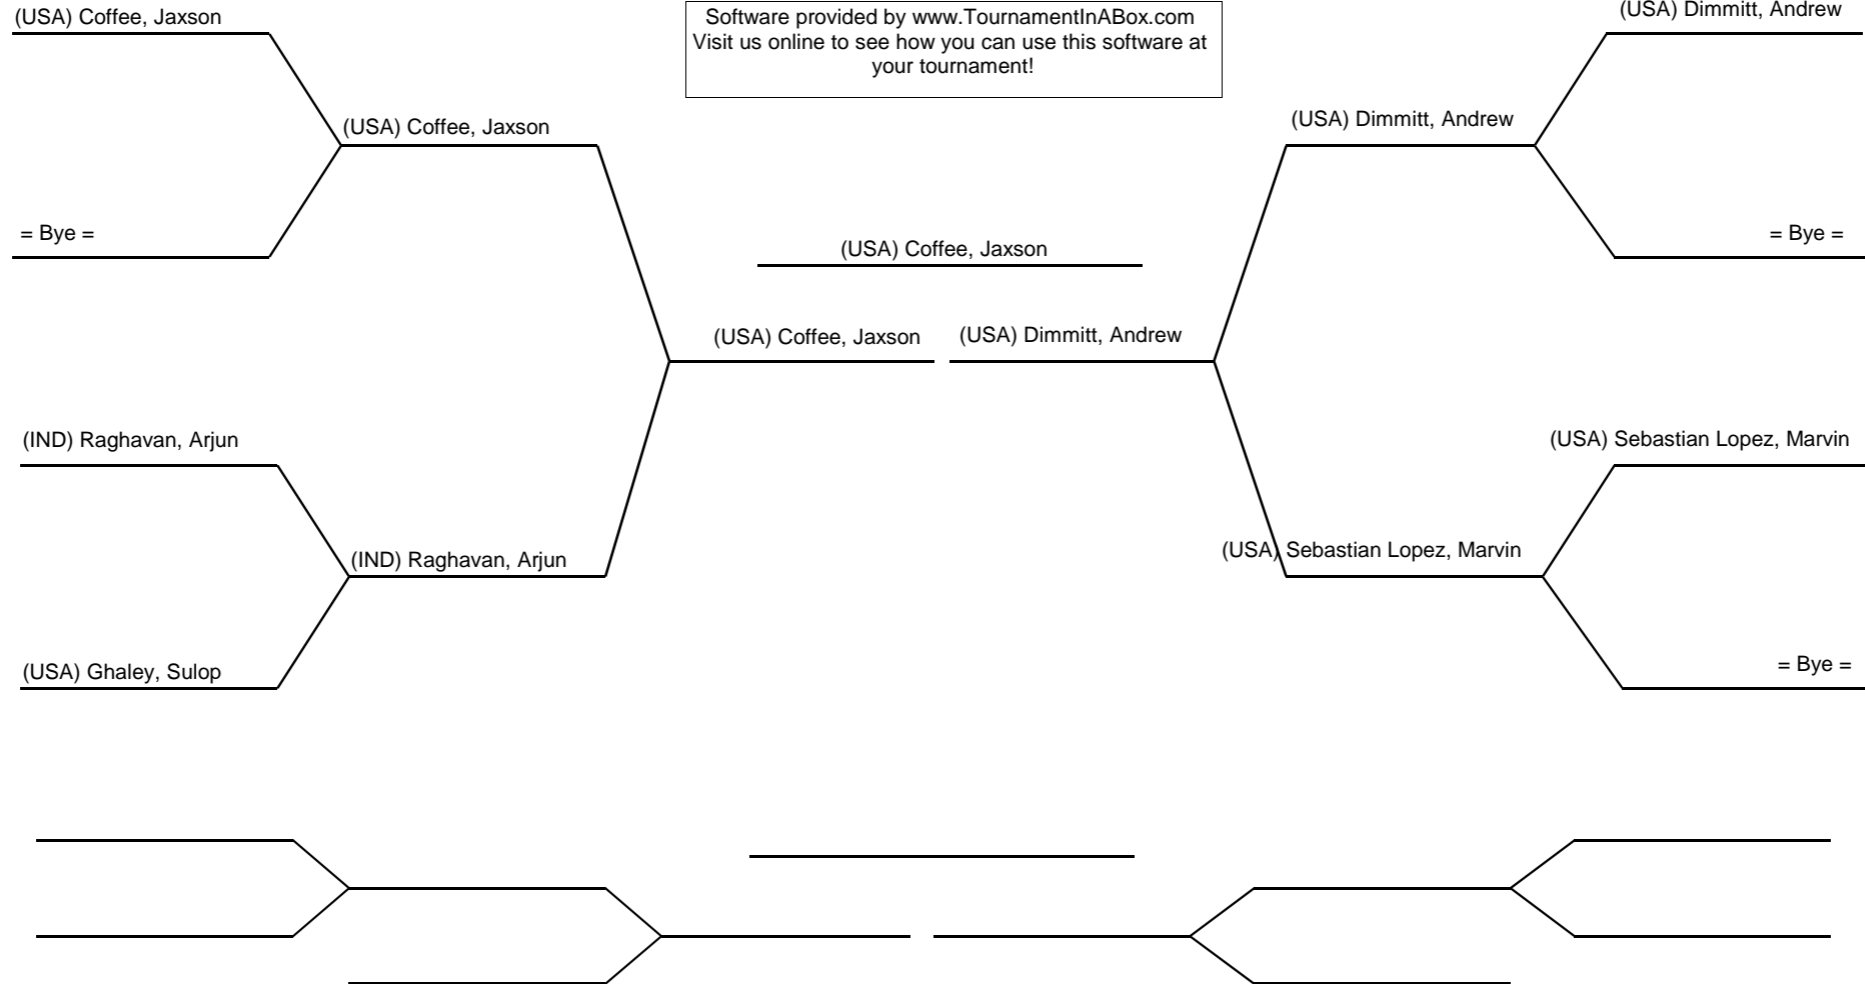 (USA) Coffee, Jaxson
Software provided by www.TournamentInABox.com
Visit us online to see how you can use this software at
your tournament!
(USA) Dimmitt, Andrew
(USA) Coffee, Jaxson
(USA) Dimmitt, Andrew
= Bye =
(USA) Coffee, Jaxson
= Bye =
(USA) Coffee, Jaxson
(USA) Dimmitt, Andrew
(IND) Raghavan, Arjun
(USA) Sebastian Lopez, Marvin
(IND) Raghavan, Arjun
(USA) Sebastian Lopez, Marvin
(USA) Ghaley, Sulop
= Bye =